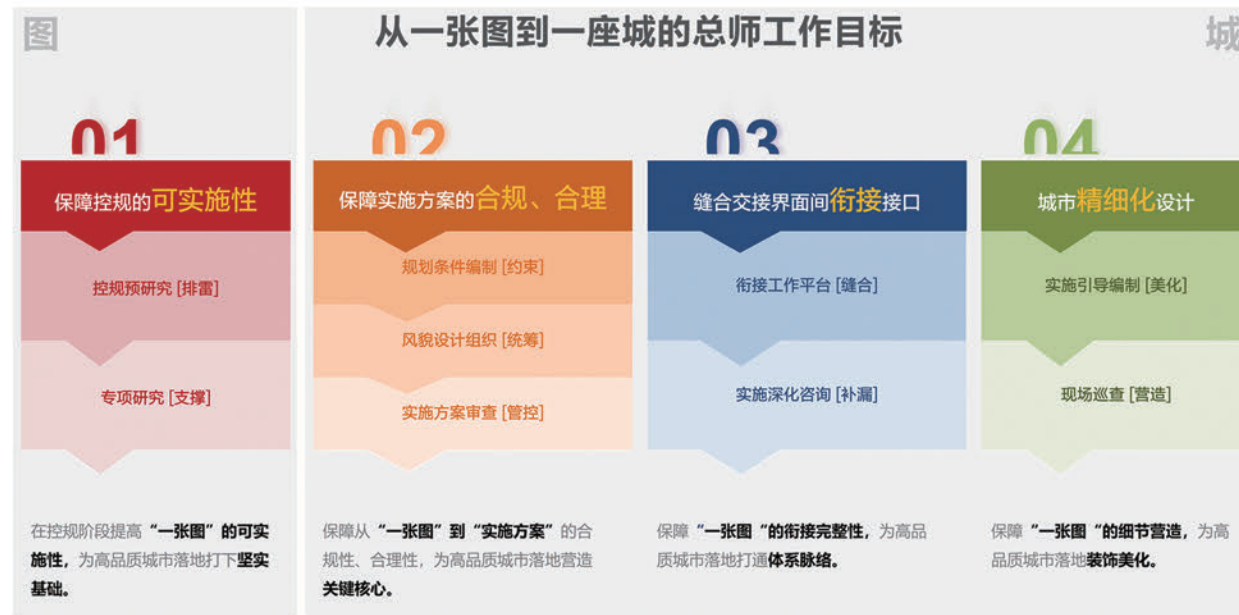 图
从一张图到一座城的总师工作目标
城
01
保障控规的可实施性
控规预研究 [排雷]
专项研究 [支撑]
在控规阶段提高“一张图”的可实
施性，为高品质城市落地打下坚实
基础。
02
保障实施方案的合规、合理
规划条件编制 [约束]
风貌设计组织 [统筹]
实施方案审查 [管控]
保障从“一张图”到“实施方案”的合
规性、合理性，为高品质城市落地营造
关键核心。
03
缝合交接界面间衔接接口
衔接工作平台 [缝合]
实施深化咨询 [补漏]
保障“一张图“的衔接完整性，为高品
质城市落地打通体系脉络。
04
城市精细化设计
实施引导编制 [美化]
现场巡查 [营造]
保障“一张图“的细节营造，为高
品质城市落地装饰美化。